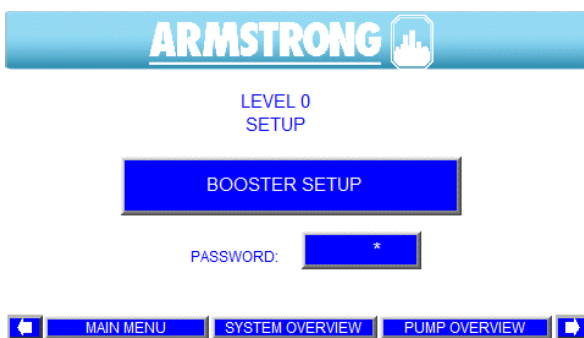 ARMSTRONG
LEVEL 0
SETUP
BOOSTER SETUP
PASSWORD: *
MAIN MENU SYSTEM OVERVIEW PUMP OVERVIEW